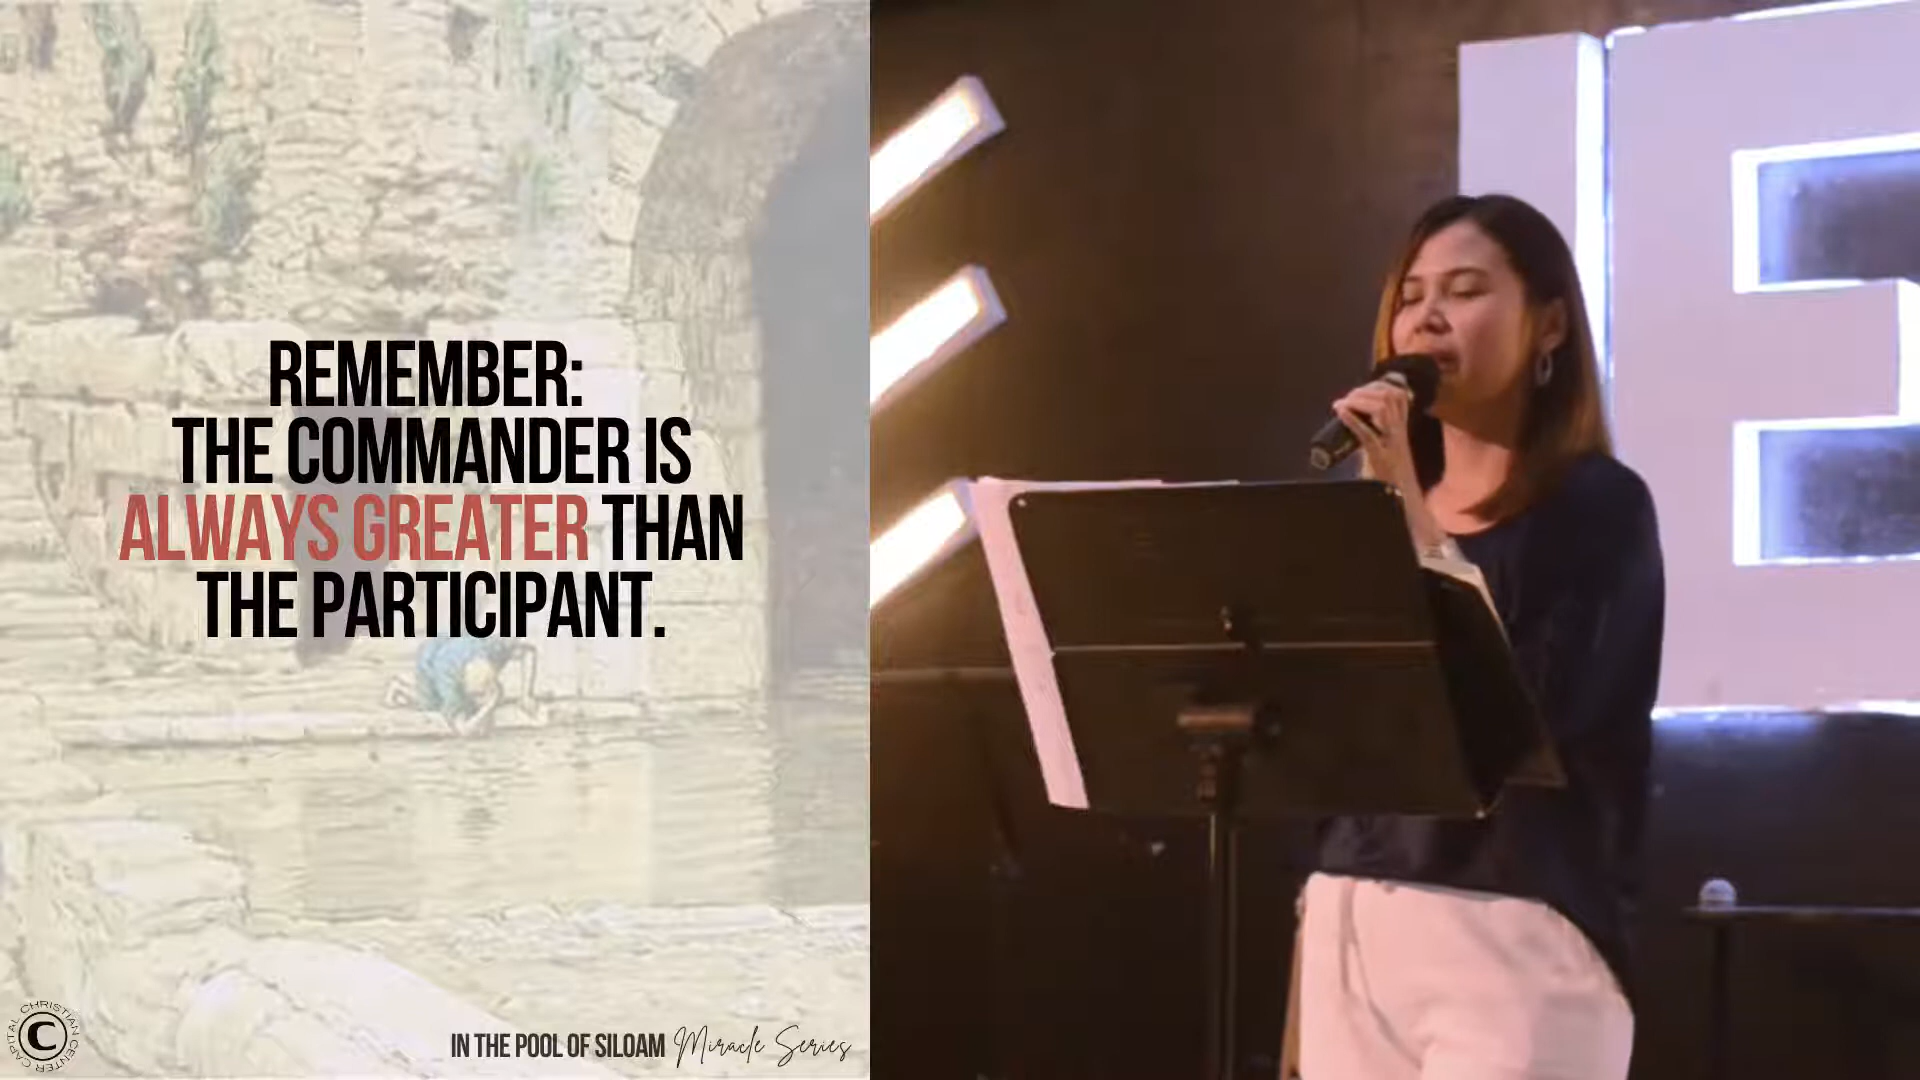 REMEMBER:
THE COMMANDER IS
ALWAYS GREATER THAN
THE PARTICIPANT.
CAPITAL CHRISTIAN CENTER
C
IN THE POOL OF SILOAM Miracle Series
E